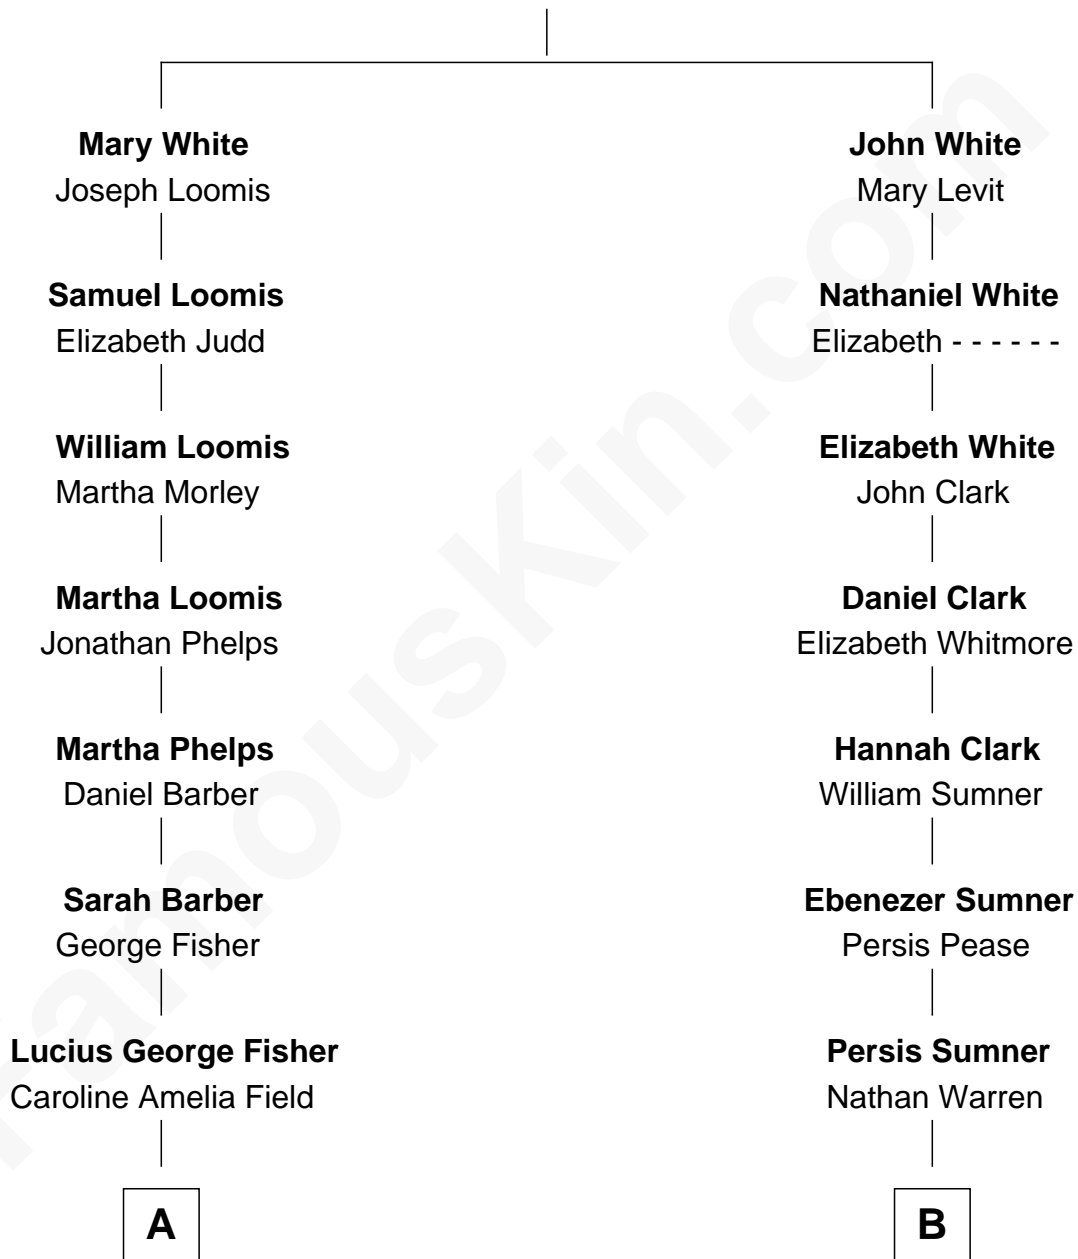 Mary White
Joseph Loomis
Samuel Loomis
Elizabeth Judd
William Loomis
Martha Morley
Martha Loomis
Jonathan Phelps
Martha Phelps
Daniel Barber
Sarah Barber
George Fisher
Lucius George Fisher
Caroline Amelia Field
A
John White
Mary Levit
Nathaniel White
Elizabeth - - - - - -
Elizabeth White
John Clark
Daniel Clark
Elizabeth Whitmore
Hannah Clark
William Sumner
Ebenezer Sumner
Persis Pease
Persis Sumner
Nathan Warren
B
famouskin.com